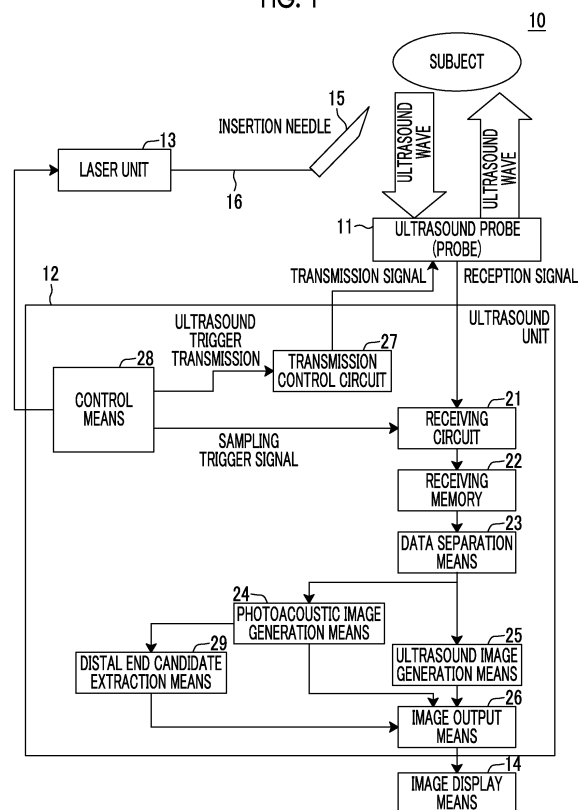 FIG. 1
10
SUBJECT
15
INSERTION NEEDLE
ULTRASOUND
WAVE
ULTRASOUND
WAVE
13
LASER UNIT
16
11
ULTRASOUND PROBE
(PROBE)
TRANSMISSION SIGNAL
RECEPTION SIGNAL
12
ULTRASOUND
UNIT
ULTRASOUND
TRIGGER
TRANSMISSION
27
TRANSMISSION
CONTROL CIRCUIT
28
CONTROL
MEANS
21
RECEIVING
CIRCUIT
SAMPLING
TRIGGER SIGNAL
22
RECEIVING
MEMORY
23
DATA SEPARATION
MEANS
24
PHOTOACOUSTIC IMAGE
GENERATION MEANS
29
DISTAL END CANDIDATE
EXTRACTION MEANS
25
ULTRASOUND IMAGE
GENERATION MEANS
26
IMAGE OUTPUT
MEANS
14
IMAGE DISPLAY
MEANS